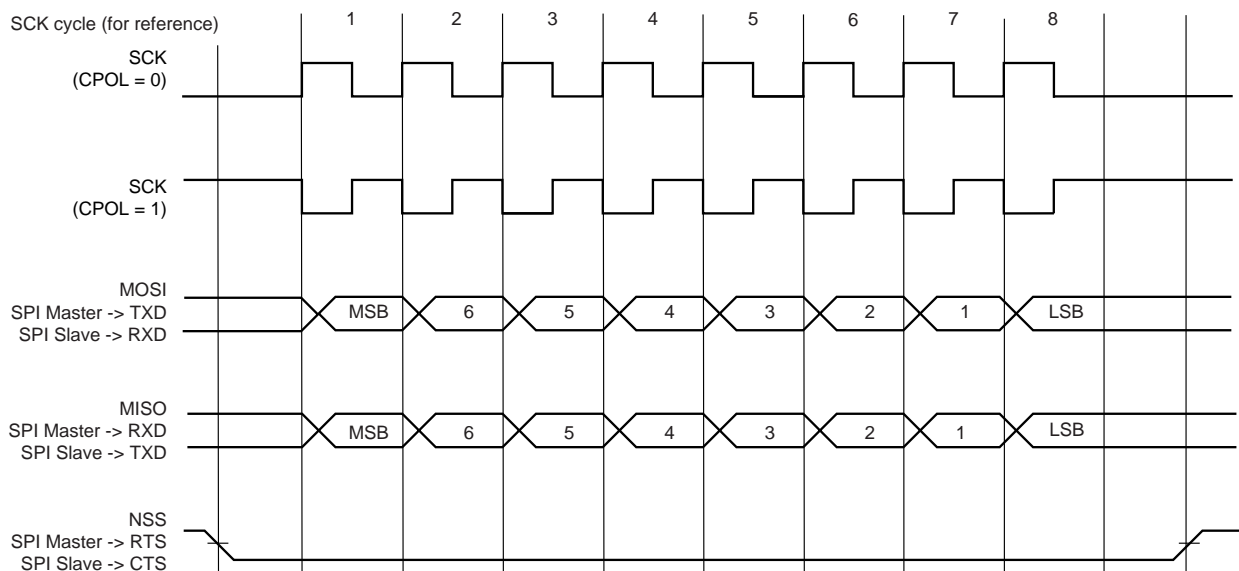 SCK cycle (for reference)
1 2 3 4 5 6 7 8
SCK
(CPOL = 0)
SCK
(CPOL = 1)
MOSI
SPI Master -> TXD
SPI Slave -> RXD
MSB 6 5 4 3 2 1 LSB
MISO
SPI Master -> RXD
SPI Slave -> TXD
MSB 6 5 4 3 2 1 LSB
NSS
SPI Master -> RTS
SPI Slave -> CTS